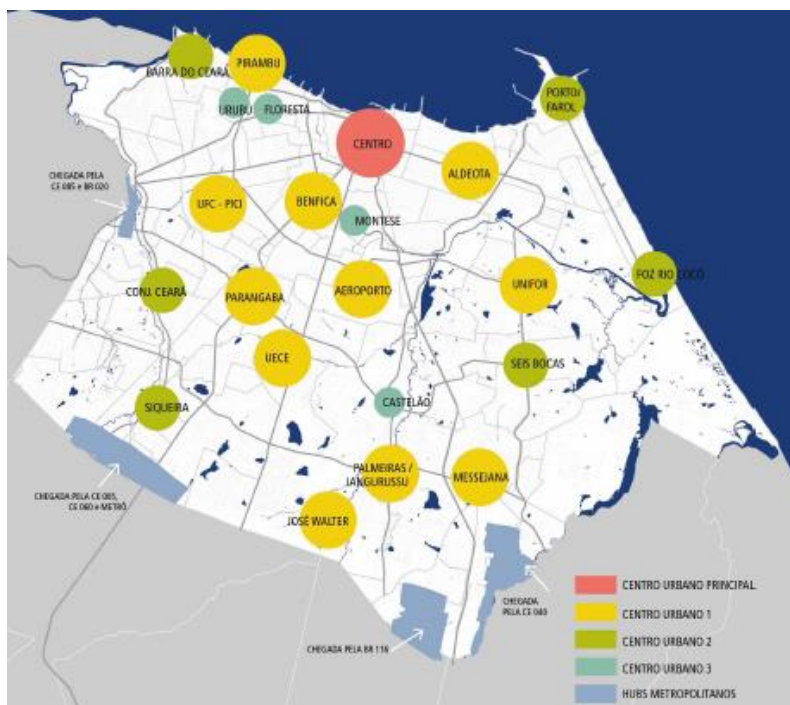 BARRA DO CEARÁ
PIRAMBU
URUBU
FLORESTA
PORTO/
FAROL
CENTRO
ALDEOTA
CHEGADA PELA
CE 085 e BR 020
UFC - PICI
BENFICA
MONTESE
CONJ. CEARÁ
PARANGABA
AEROPORTO
UNIFOR
FOZ RIO COCÓ
UECE
SEIS BOCAS
SIQUEIRA
CASTELÃO
CHEGADA PELA CE 065,
CE 060 e METRÔ
PALMEIRAS /
JANGURUSSU
MESSEJANA
JOSÉ WALTER
CHEGADA
PELA CE 040
CHEGADA PELA BR 116
CENTRO URBANO PRINCIPAL
CENTRO URBANO 1
CENTRO URBANO 2
CENTRO URBANO 3
HUBS METROPOLITANOS